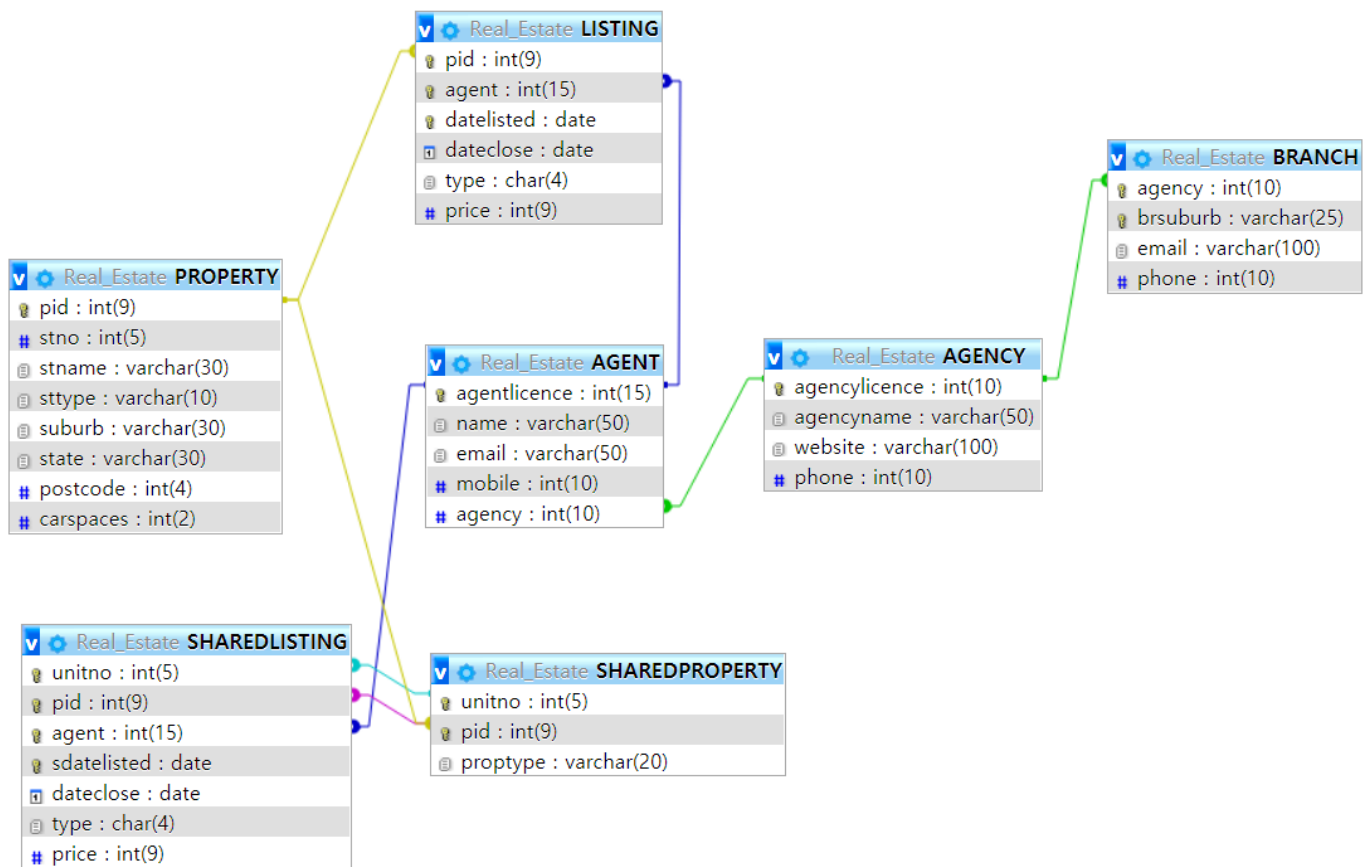 Real_Estate LISTING
pid : int(9)
agent : int(15)
datelisted : date
dateclose : date
type : char(4)
price : int(9)
Real_Estate BRANCH
agency : int(10)
brsuburb : varchar(25)
email : varchar(100)
phone : int(10)
Real_Estate PROPERTY
pid : int(9)
stno : int(5)
stname : varchar(30)
sttype : varchar(10)
suburb : varchar(30)
state : varchar(30)
postcode : int(4)
carspaces : int(2)
Real_Estate AGENT
agentlicence : int(15)
name : varchar(50)
email : varchar(50)
mobile : int(10)
agency : int(10)
Real_Estate AGENCY
agencylicence : int(10)
agencyname : varchar(50)
website : varchar(100)
phone : int(10)
Real_Estate SHAREDLISTING
unitno : int(5)
pid : int(9)
agent : int(15)
sdatelisted : date
dateclose : date
type : char(4)
price : int(9)
Real_Estate SHAREDPROPERTY
unitno : int(5)
pid : int(9)
proptype : varchar(20)